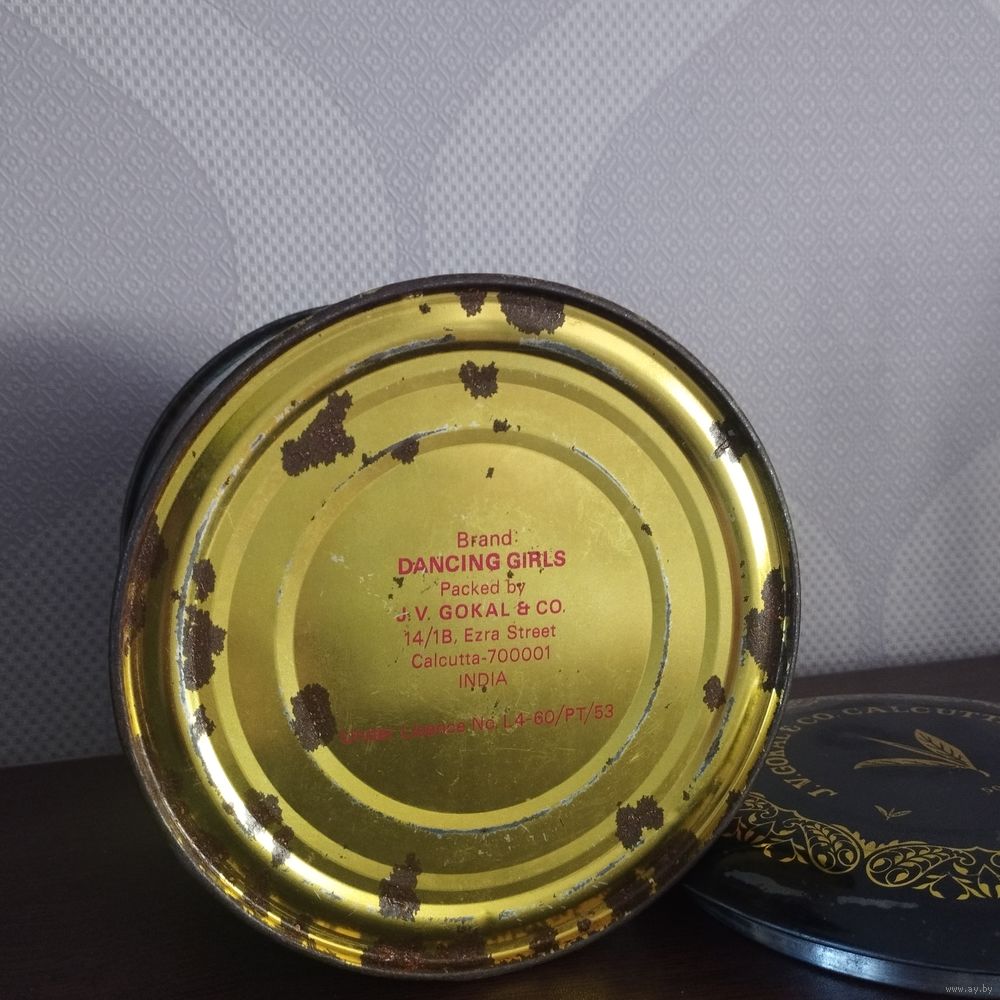 Brand:
DANCING GIRLS
Packed by
J. V. GOKAL & CO.
14/1B, Ezra Street
Calcutta-700001
INDIA
Under Licence No. L4-60/PT/53
J.V.GOKAL & CO. CALCUTT
www.ay.by